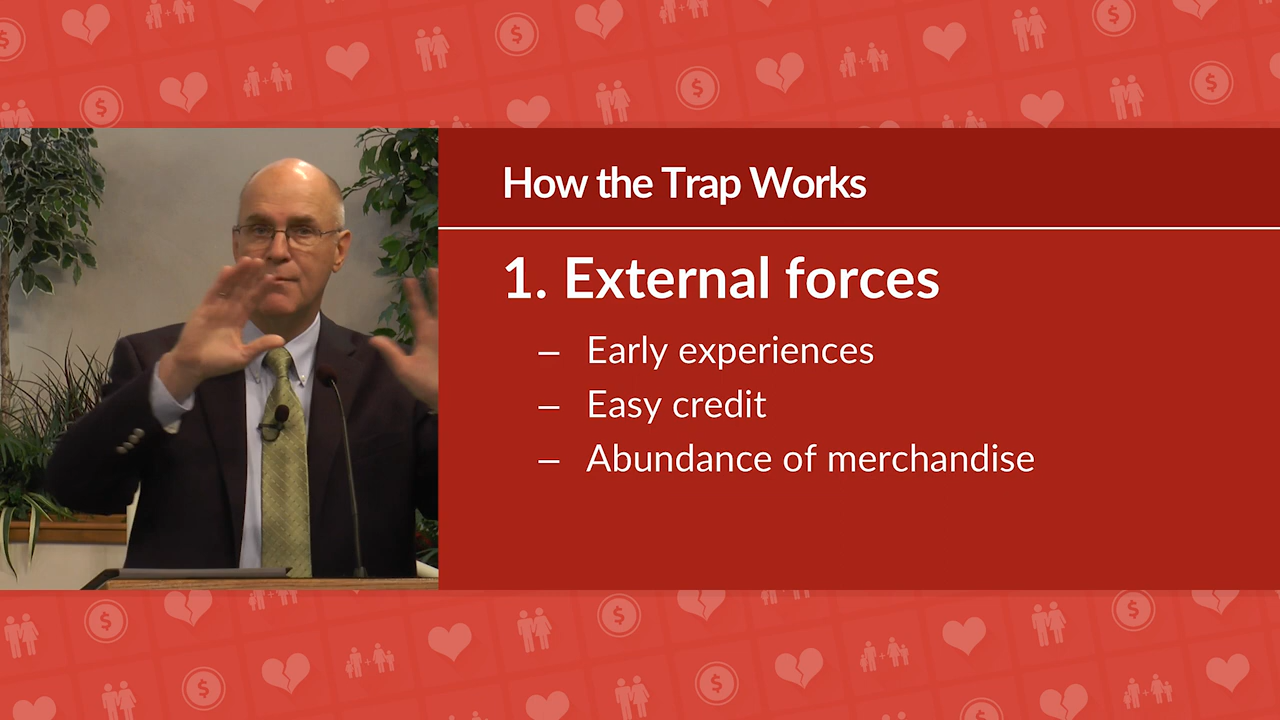 How the Trap Works
1. External forces
– Early experiences
– Easy credit
– Abundance of merchandise